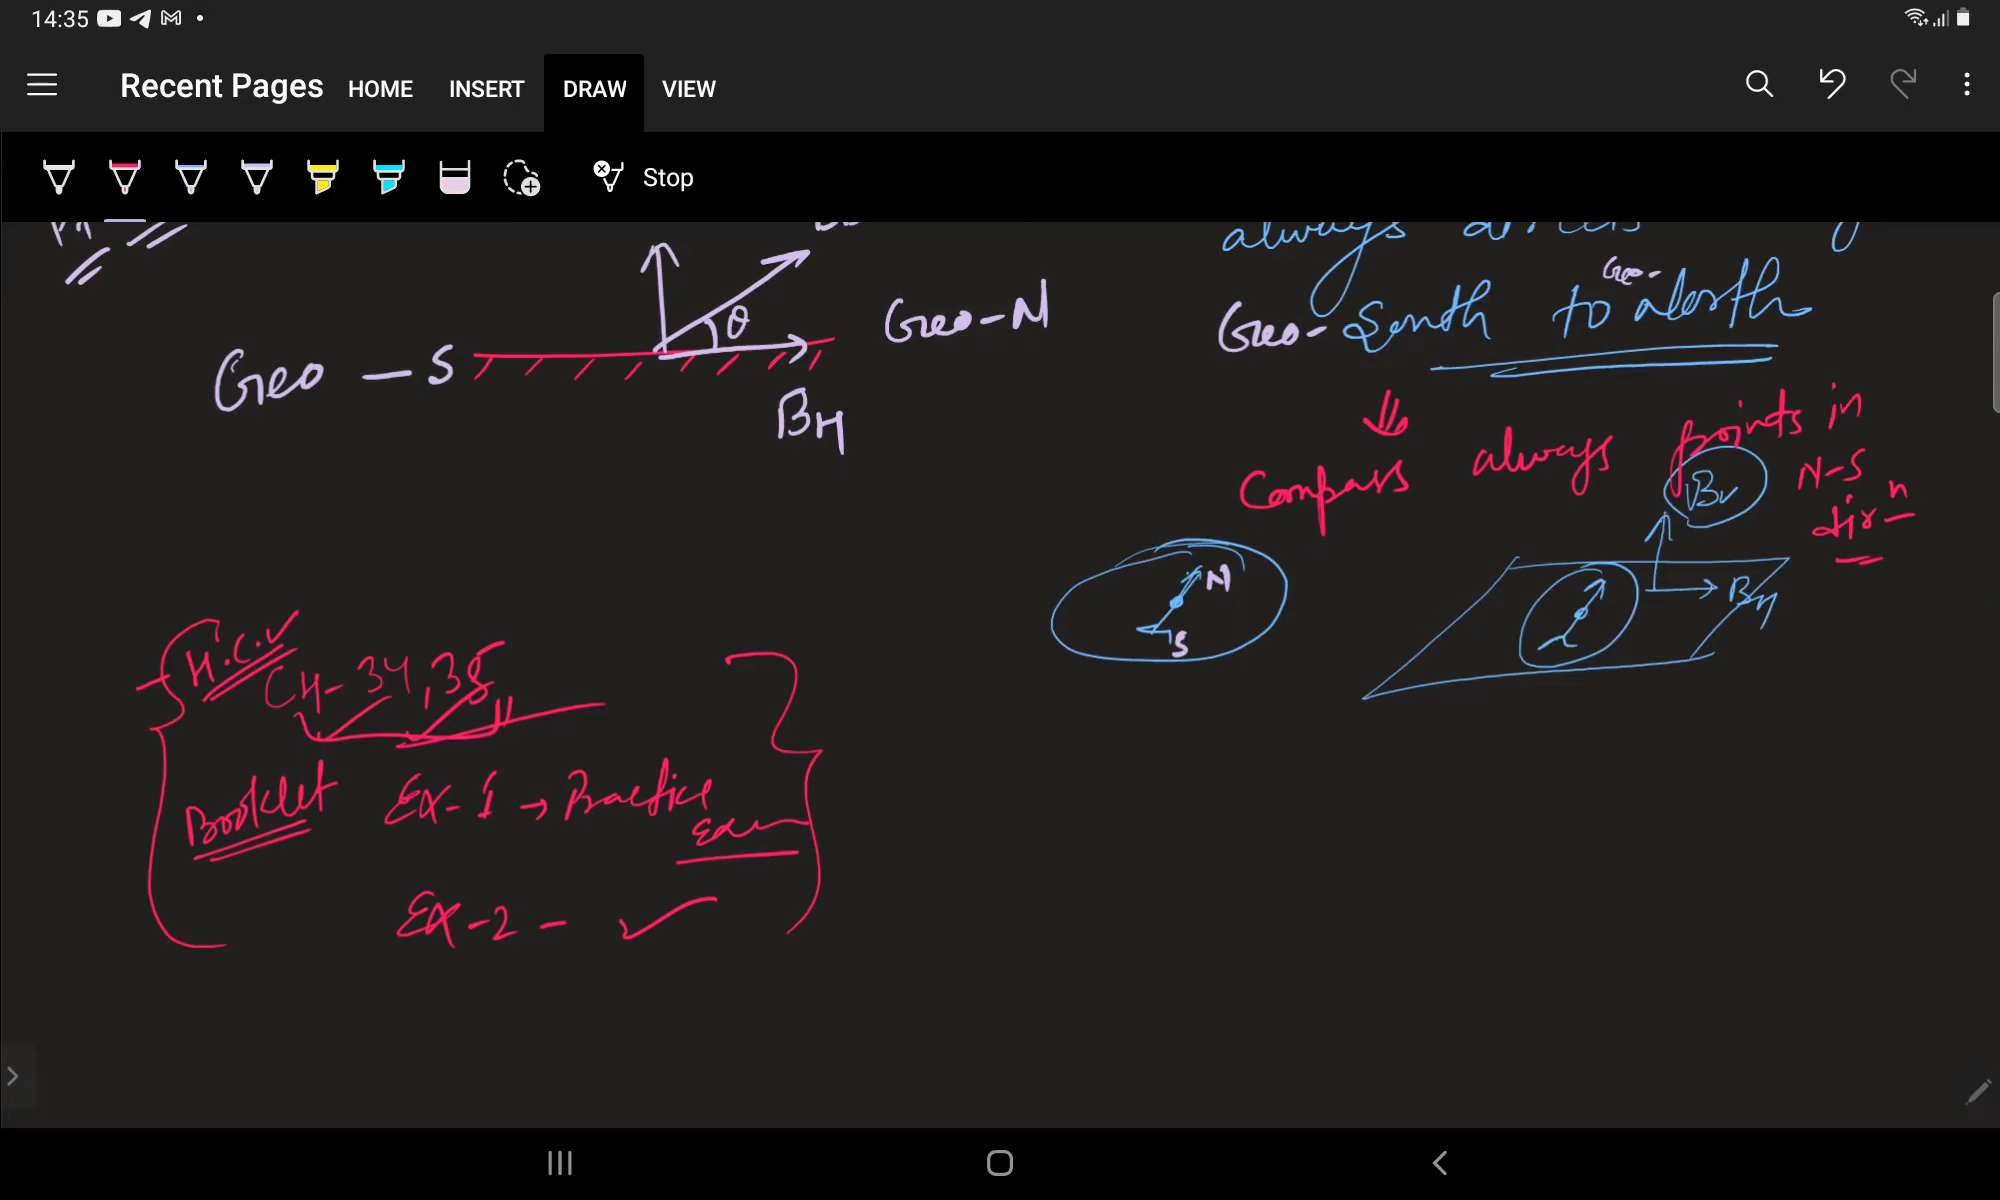 14:35
Recent Pages HOME INSERT DRAW VIEW
Stop
always
Geo-
Geo-South to North
θ
Geo-N
Geo-S
BH
Compass always points in
N-S
dirn
Bv
BH
N
S
H.C.V
CH-34,35
Booklet EX-1 → Practice
EX-2 - ✓